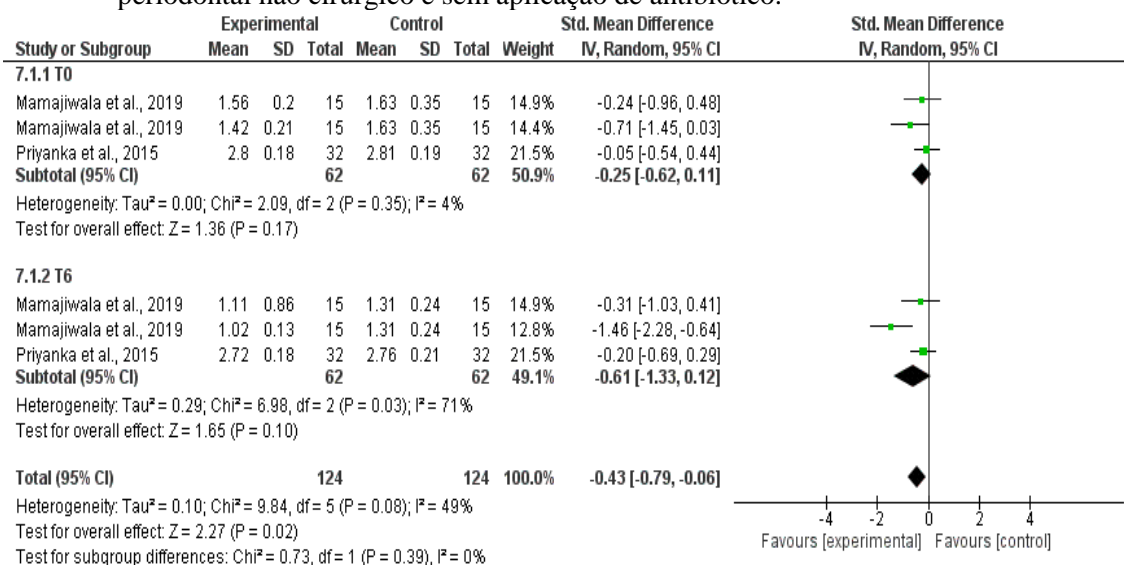 periodontal não cirúrgico e sem aplicação de antibiótico.
Experimental Control Std. Mean Difference Std. Mean Difference
Study or Subgroup Mean SD Total Mean SD Total Weight IV, Random, 95% CI IV, Random, 95% CI
7.1.1 T0
Mamajiwala et al., 2019 1.56 0.2 15 1.63 0.35 15 14.9% -0.24 [-0.96, 0.48]
Mamajiwala et al., 2019 1.42 0.21 15 1.63 0.35 15 14.4% -0.71 [-1.45, 0.03]
Priyanka et al., 2015 2.8 0.18 32 2.81 0.19 32 21.5% -0.05 [-0.54, 0.44]
Subtotal (95% CI) 62 62 50.9% -0.25 [-0.62, 0.11]
Heterogeneity: Tau² = 0.00; Chi² = 2.09, df = 2 (P = 0.35); I² = 4%
Test for overall effect: Z = 1.36 (P = 0.17)
7.1.2 T6
Mamajiwala et al., 2019 1.11 0.86 15 1.31 0.24 15 14.9% -0.31 [-1.03, 0.41]
Mamajiwala et al., 2019 1.02 0.13 15 1.31 0.24 15 12.8% -1.46 [-2.28, -0.64]
Priyanka et al., 2015 2.72 0.18 32 2.76 0.21 32 21.5% -0.20 [-0.69, 0.29]
Subtotal (95% CI) 62 62 49.1% -0.61 [-1.33, 0.12]
Heterogeneity: Tau² = 0.29; Chi² = 6.98, df = 2 (P = 0.03); I² = 71%
Test for overall effect: Z = 1.65 (P = 0.10)
Total (95% CI) 124 124 100.0% -0.43 [-0.79, -0.06]
Heterogeneity: Tau² = 0.10; Chi² = 9.84, df = 5 (P = 0.08); I² = 49%
Test for overall effect: Z = 2.27 (P = 0.02)
Test for subgroup differences: Chi² = 0.73, df = 1 (P = 0.39), I² = 0%
-4 -2 0 2 4
Favours [experimental] Favours [control]